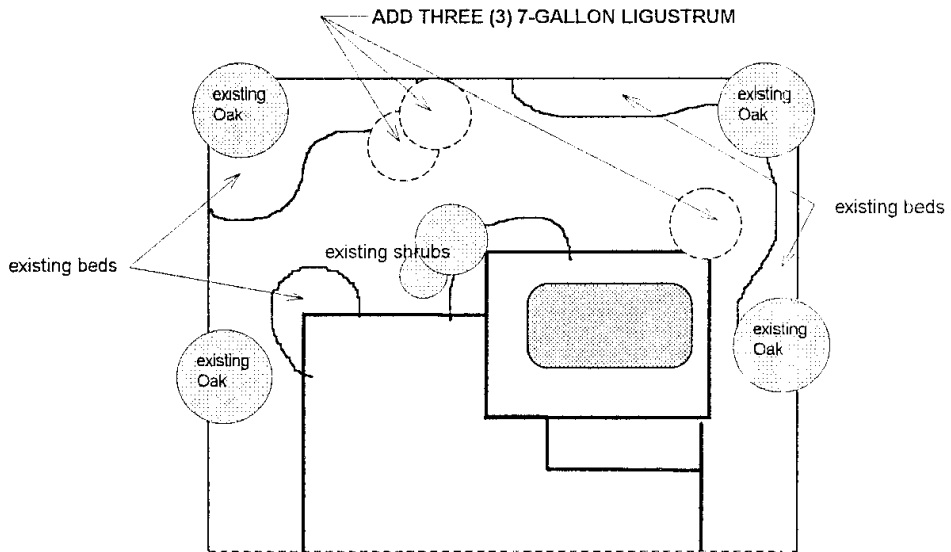 ADD THREE (3) 7-GALLON LIGUSTRUM
existing
Oak
existing
Oak
existing beds
existing shrubs
existing beds
existing
Oak
existing
Oak